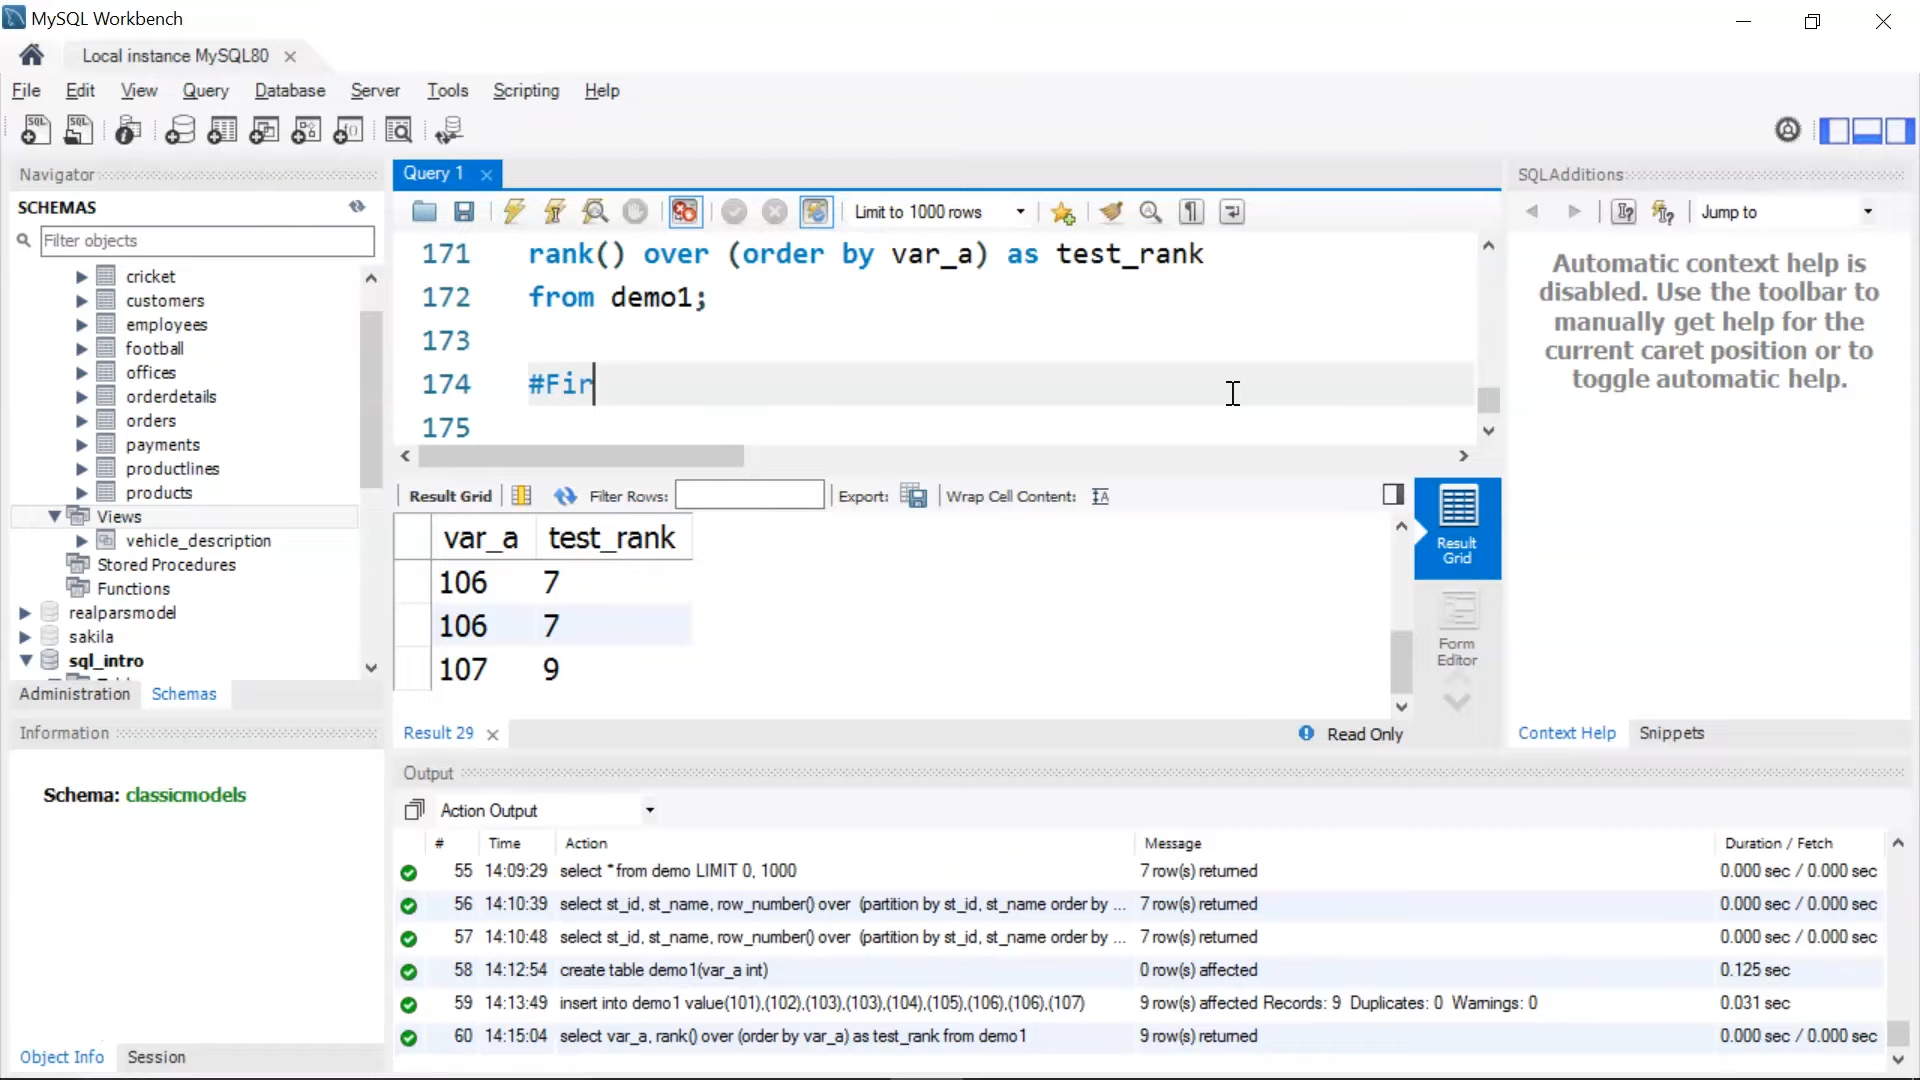 MySQL Workbench
Local instance MySQL80
File Edit View Query Database Server Tools Scripting Help
Navigator
SCHEMAS
Filter objects
cricket
customers
employees
football
offices
orderdetails
orders
payments
productlines
products
Views
vehicle_description
Stored Procedures
Functions
realparsmodel
sakila
sql_intro
Administration Schemas
Information
Schema: classicmodels
Object Info Session
Query 1
Limit to 1000 rows
171 rank() over (order by var_a) as test_rank
172 from demo1;
173
174 #Fir
175
Result Grid Filter Rows: Export: Wrap Cell Content:
var_a test_rank
106 7
106 7
107 9
Result Grid
Form Editor
Result 29
Read Only
SQLAdditions
Jump to
Automatic context help is
disabled. Use the toolbar to
manually get help for the
current caret position or to
toggle automatic help.
Context Help Snippets
Output
Action Output
# Time Action Message Duration / Fetch
55 14:09:29 select * from demo LIMIT 0, 1000 7 row(s) returned 0.000 sec / 0.000 sec
56 14:10:39 select st_id, st_name, row_number() over (partition by st_id, st_name order by ... 7 row(s) returned 0.000 sec / 0.000 sec
57 14:10:48 select st_id, st_name, row_number() over (partition by st_id, st_name order by ... 7 row(s) returned 0.000 sec / 0.000 sec
58 14:12:54 create table demo1(var_a int) 0 row(s) affected 0.125 sec
59 14:13:49 insert into demo1 value(101),(102),(103),(103),(104),(105),(106),(106),(107) 9 row(s) affected Records: 9 Duplicates: 0 Warnings: 0 0.031 sec
60 14:15:04 select var_a, rank() over (order by var_a) as test_rank from demo1 9 row(s) returned 0.000 sec / 0.000 sec